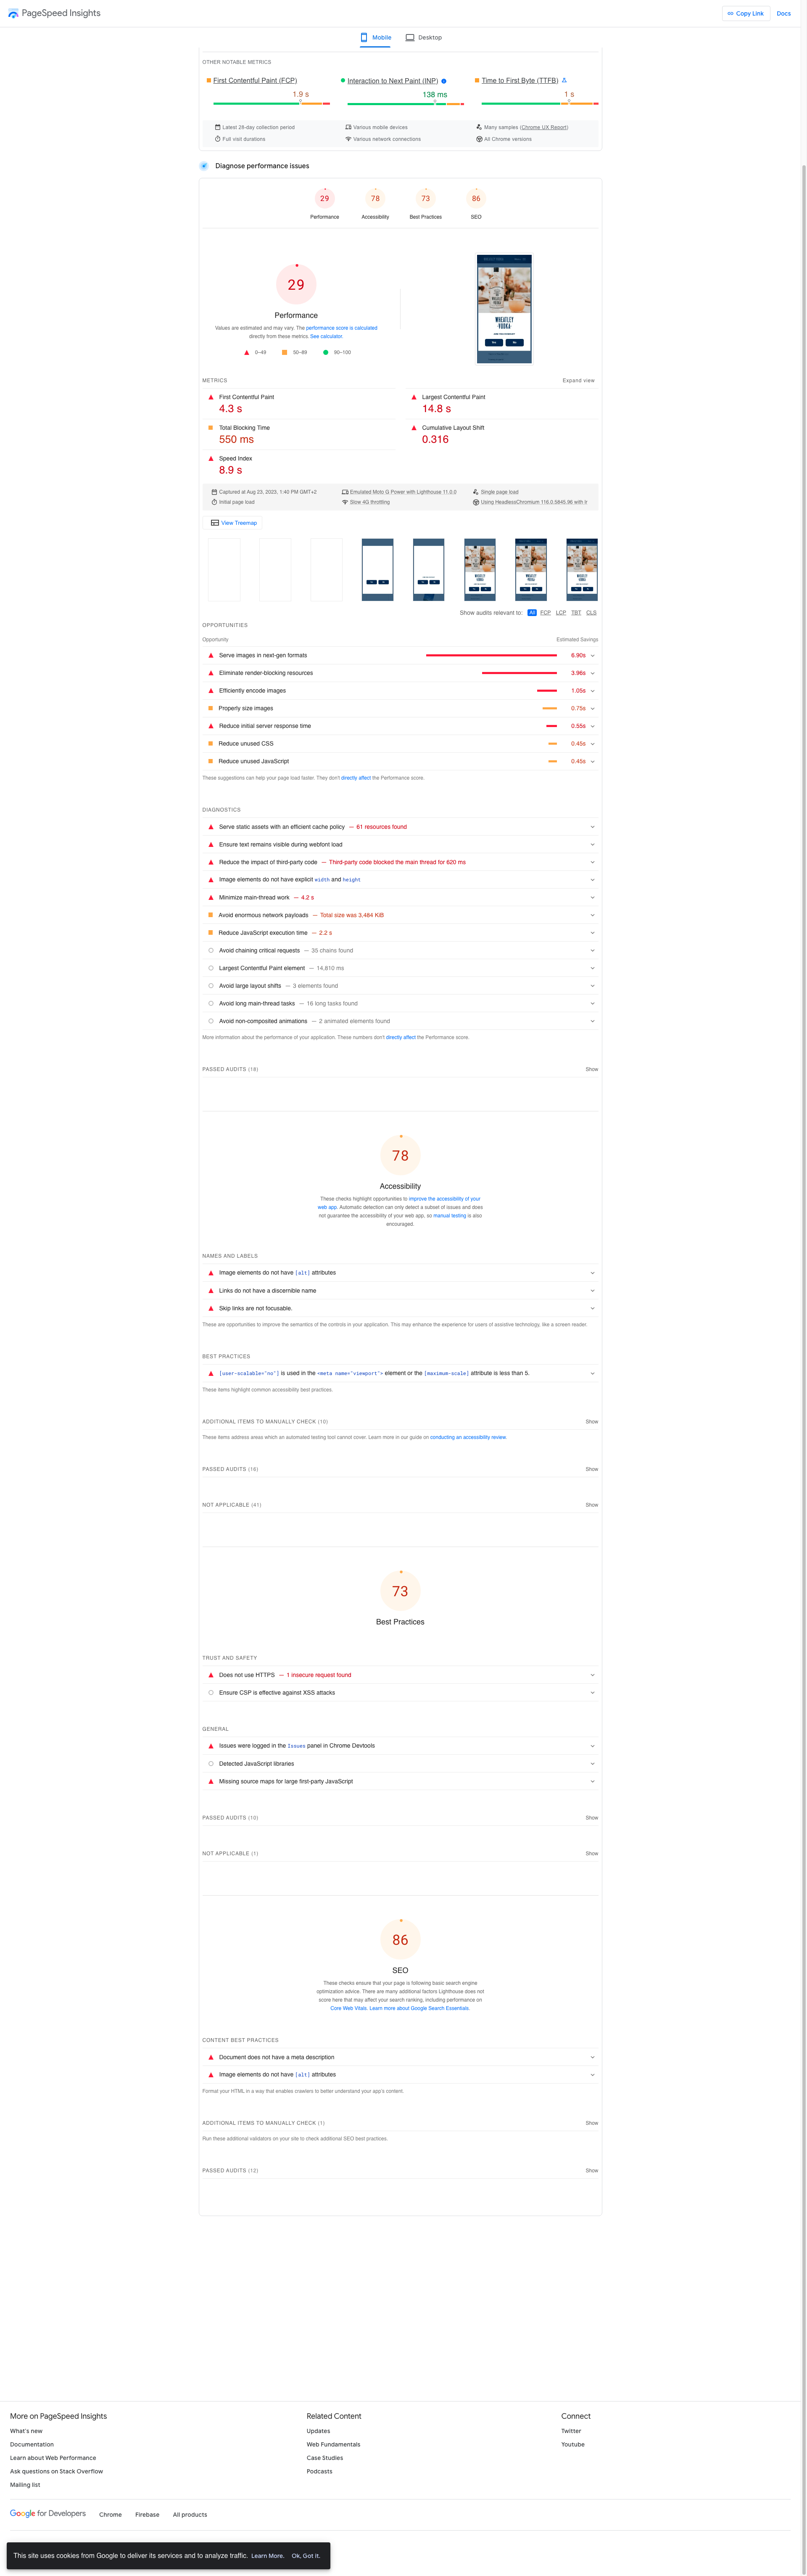 PageSpeed Insights
Copy Link
Docs
Mobile
Desktop
OTHER NOTABLE METRICS
First Contentful Paint (FCP)
Interaction to Next Paint (INP)
Time to First Byte (TTFB)
1.9 s
138 ms
1 s
Latest 28-day collection period
Various mobile devices
Many samples (Chrome UX Report)
Full visit durations
Various network connections
All Chrome versions
Diagnose performance issues
29
78
73
86
Performance
Accessibility
Best Practices
SEO
29
Performance
Values are estimated and may vary. The performance score is calculated
directly from these metrics. See calculator.
0–49
50–89
90–100
WHEATLEY
VODKA
Yes
No
METRICS
Expand view
First Contentful Paint
4.3 s
Largest Contentful Paint
14.8 s
Total Blocking Time
550 ms
Cumulative Layout Shift
0.316
Speed Index
8.9 s
Captured at Aug 23, 2023, 1:40 PM GMT+2
Emulated Moto G Power with Lighthouse 11.0.0
Single page load
Initial page load
Slow 4G throttling
Using HeadlessChromium 116.0.5845.96 with lr
View Treemap
Show audits relevant to: All FCP LCP TBT CLS
OPPORTUNITIES
Opportunity
Estimated Savings
Serve images in next-gen formats
6.90s
Eliminate render-blocking resources
3.96s
Efficiently encode images
1.05s
Properly size images
0.75s
Reduce initial server response time
0.55s
Reduce unused CSS
0.45s
Reduce unused JavaScript
0.45s
These suggestions can help your page load faster. They don't directly affect the Performance score.
DIAGNOSTICS
Serve static assets with an efficient cache policy — 61 resources found
Ensure text remains visible during webfont load
Reduce the impact of third-party code — Third-party code blocked the main thread for 620 ms
Image elements do not have explicit width and height
Minimize main-thread work — 4.2 s
Avoid enormous network payloads — Total size was 3,484 KiB
Reduce JavaScript execution time — 2.2 s
Avoid chaining critical requests — 35 chains found
Largest Contentful Paint element — 14,810 ms
Avoid large layout shifts — 3 elements found
Avoid long main-thread tasks — 16 long tasks found
Avoid non-composited animations — 2 animated elements found
More information about the performance of your application. These numbers don't directly affect the Performance score.
PASSED AUDITS (18)
Show
78
Accessibility
These checks highlight opportunities to improve the accessibility of your
web app. Automatic detection can only detect a subset of issues and does
not guarantee the accessibility of your web app, so manual testing is also
encouraged.
NAMES AND LABELS
Image elements do not have [alt] attributes
Links do not have a discernible name
Skip links are not focusable.
These are opportunities to improve the semantics of the controls in your application. This may enhance the experience for users of assistive technology, like a screen reader.
BEST PRACTICES
[user-scalable="no"] is used in the <meta name="viewport"> element or the [maximum-scale] attribute is less than 5.
These items highlight common accessibility best practices.
ADDITIONAL ITEMS TO MANUALLY CHECK (10)
Show
These items address areas which an automated testing tool cannot cover. Learn more in our guide on conducting an accessibility review.
PASSED AUDITS (16)
Show
NOT APPLICABLE (41)
Show
73
Best Practices
TRUST AND SAFETY
Does not use HTTPS — 1 insecure request found
Ensure CSP is effective against XSS attacks
GENERAL
Issues were logged in the Issues panel in Chrome Devtools
Detected JavaScript libraries
Missing source maps for large first-party JavaScript
PASSED AUDITS (10)
Show
NOT APPLICABLE (1)
Show
86
SEO
These checks ensure that your page is following basic search engine
optimization advice. There are many additional factors Lighthouse does not
score here that may affect your search ranking, including performance on
Core Web Vitals. Learn more about Google Search Essentials.
CONTENT BEST PRACTICES
Document does not have a meta description
Image elements do not have [alt] attributes
Format your HTML in a way that enables crawlers to better understand your app's content.
ADDITIONAL ITEMS TO MANUALLY CHECK (1)
Show
Run these additional validators on your site to check additional SEO best practices.
PASSED AUDITS (12)
Show
More on PageSpeed Insights
What's new
Documentation
Learn about Web Performance
Ask questions on Stack Overflow
Mailing list
Related Content
Updates
Web Fundamentals
Case Studies
Podcasts
Connect
Twitter
Youtube
Google for Developers
Chrome
Firebase
All products
This site uses cookies from Google to deliver its services and to analyze traffic. Learn More. Ok, Got it.